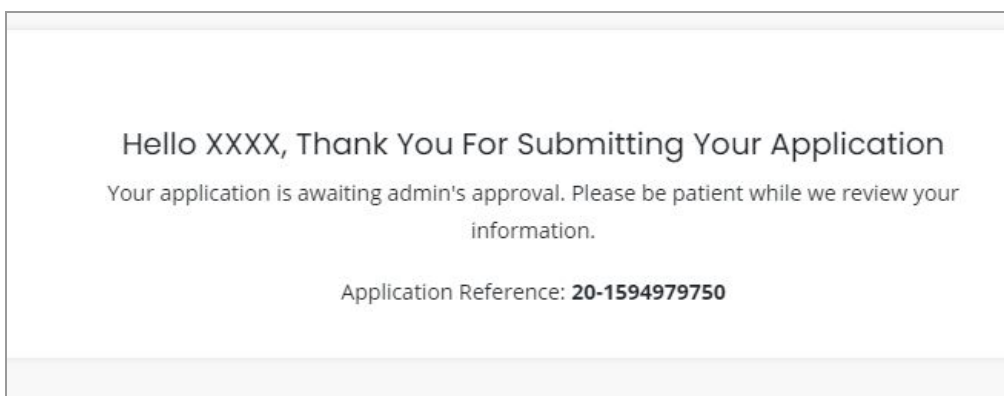 Hello XXXX, Thank You For Submitting Your Application
Your application is awaiting admin's approval. Please be patient while we review your
information.
Application Reference: 20-1594979750